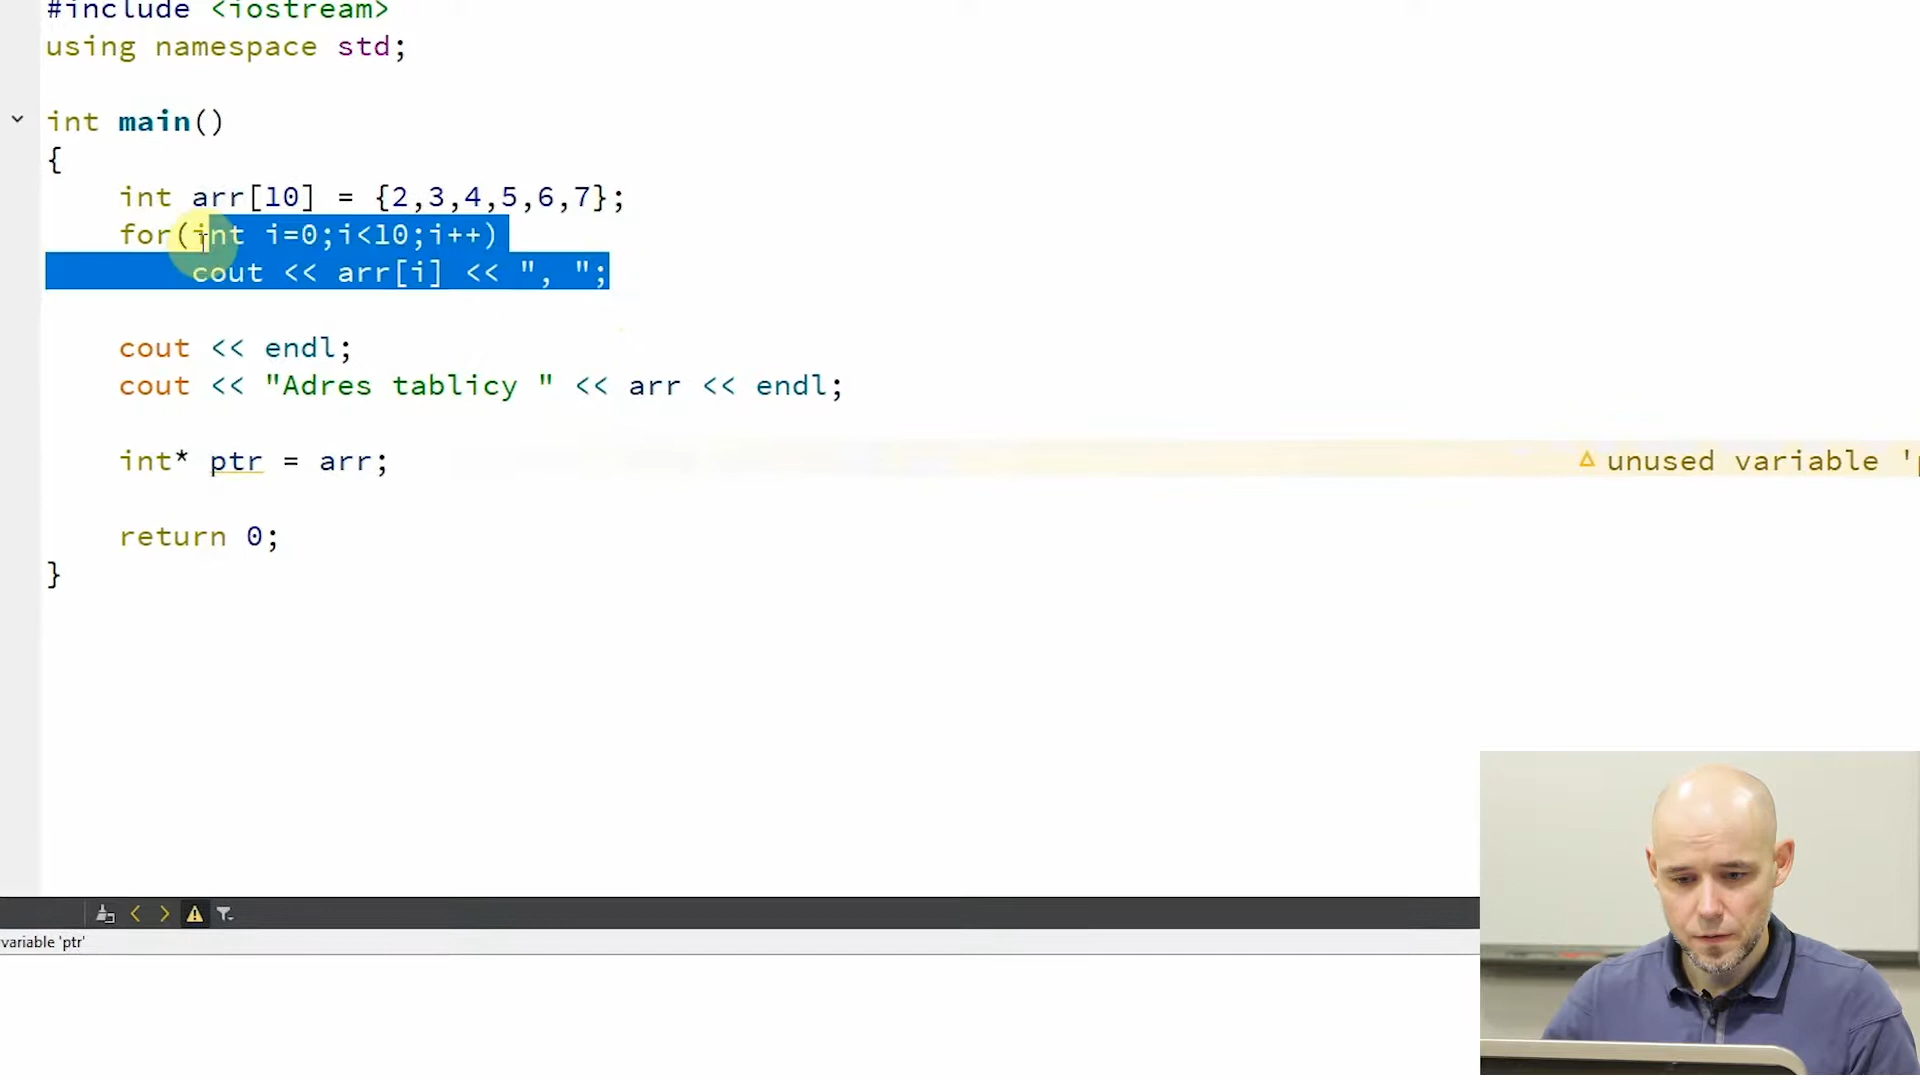 #include <iostream>
using namespace std;
int main()
{
int arr[10] = {2,3,4,5,6,7};
for(int i=0;i<10;i++)
cout << arr[i] << ", ";
cout << endl;
cout << "Adres tablicy " << arr << endl;
int* ptr = arr;
unused variable '
return 0;
}
variable 'ptr'